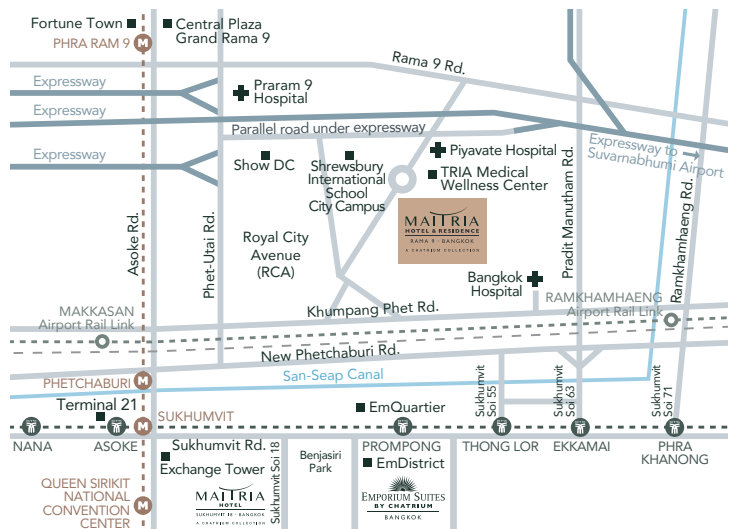 Fortune Town
Central Plaza
Grand Rama 9
PHRA RAM 9
M
Rama 9 Rd.
Expressway
Praram 9
Hospital
Expressway
Parallel road under expressway
Expressway
Show DC
Shrewsbury
International
School
City Campus
Piyavate Hospital
TRIA Medical
Wellness Center
Expressway to
Suvarnabhumi Airport
Asoke Rd.
Phet-Utai Rd.
Pradit Manutham Rd.
Ramkhamhaeng Rd.
MAITRIA
HOTEL & RESIDENCE
RAMA 9 · BANGKOK
A CHATRIUM COLLECTION
Royal City
Avenue
(RCA)
Bangkok
Hospital
MAKKASAN
Airport Rail Link
Khumpang Phet Rd.
RAMKHAMHAENG
Airport Rail Link
New Phetchaburi Rd.
PHETCHABURI
M
San-Seap Canal
Sukhumvit
Soi 55
Sukhumvit
Soi 63
Sukhumvit
Soi 71
Terminal 21
SUKHUMVIT
M
EmQuartier
NANA
ASOKE
Sukhumvit Rd.
PROMPONG
THONG LOR
EKKAMAI
PHRA
KHANONG
Exchange Tower
Sukhumvit Soi 18
Benjasiri
Park
EmDistrict
QUEEN SIRIKIT
NATIONAL
CONVENTION
CENTER
M
MAITRIA
HOTEL
SUKHUMVIT 18 · BANGKOK
A CHATRIUM COLLECTION
EMPORIUM SUITES
BY CHATRIUM
BANGKOK